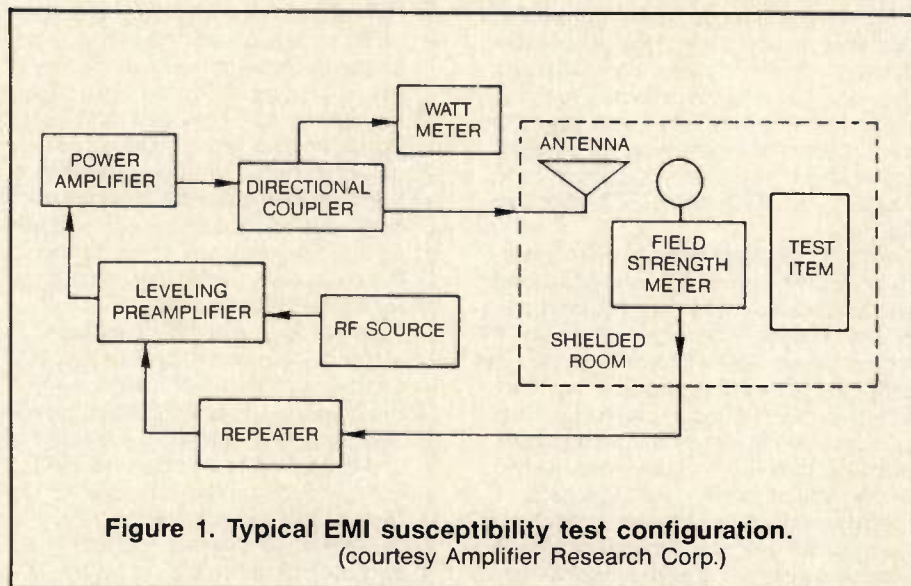 WATT
METER
POWER
AMPLIFIER
DIRECTIONAL
COUPLER
ANTENNA
FIELD
STRENGTH
METER
TEST
ITEM
LEVELING
PREAMPLIFIER
RF SOURCE
SHIELDED
ROOM
REPEATER
Figure 1. Typical EMI susceptibility test configuration.
(courtesy Amplifier Research Corp.)